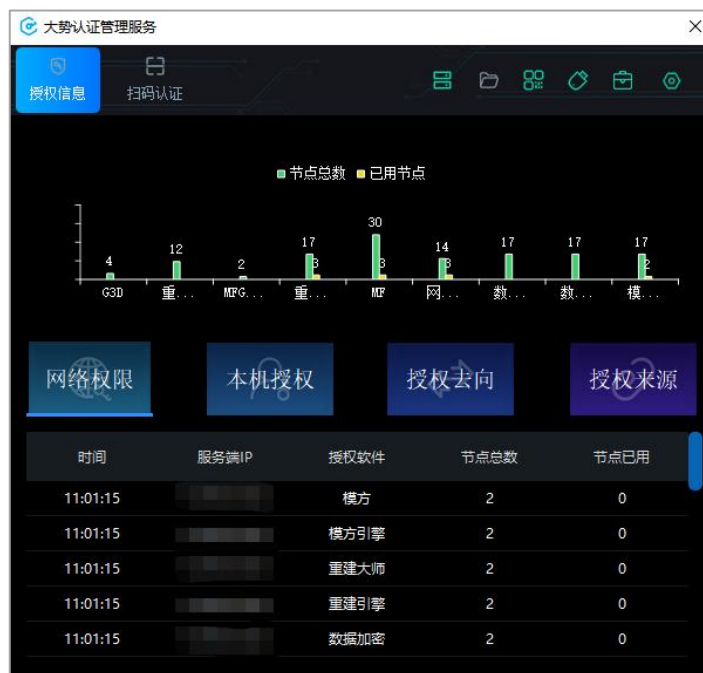 大势认证管理服务
授权信息 扫码认证
节点总数 已用节点
4 12 2 17 3 30 3 14 3 17 17 17 2
G3D 重... MFG... 重... MF 网... 数... 数... 模...
网络权限 本机授权 授权去向 授权来源
时间 服务端IP 授权软件 节点总数 节点已用
11:01:15 模方 2 0
11:01:15 模方引擎 2 0
11:01:15 重建大师 2 0
11:01:15 重建引擎 2 0
11:01:15 数据加密 2 0